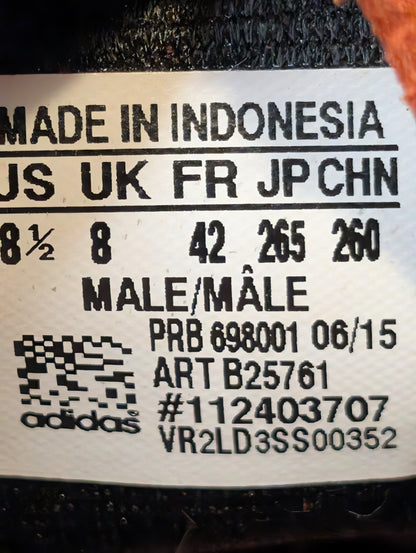 MADE IN INDONESIA
US UK FR JP CHN
8½ 8 42 265 260
MALE/MÂLE
PRB 698001 06/15
ART B25761
#112403707
adidas
VR2LD3SS00352